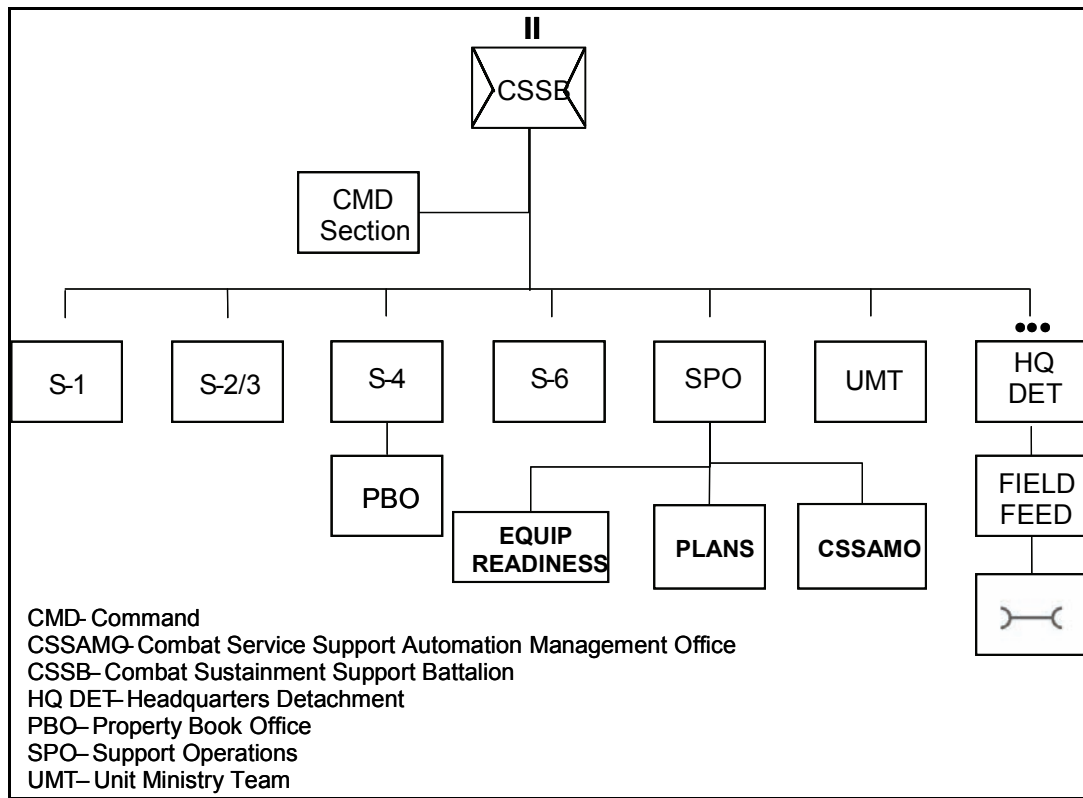 II
CSSB
CMD
Section
S-1
S-2/3
S-4
S-6
SPO
UMT
•••
HQ
DET
PBO
EQUIP
READINESS
PLANS
CSSAMO
FIELD
FEED
CMD– Command
CSSAMO–Combat Service Support Automation Management Office
CSSB–Combat Sustainment Support Battalion
HQ DET–Headquarters Detachment
PBO–Property Book Office
SPO–Support Operations
UMT–Unit Ministry Team